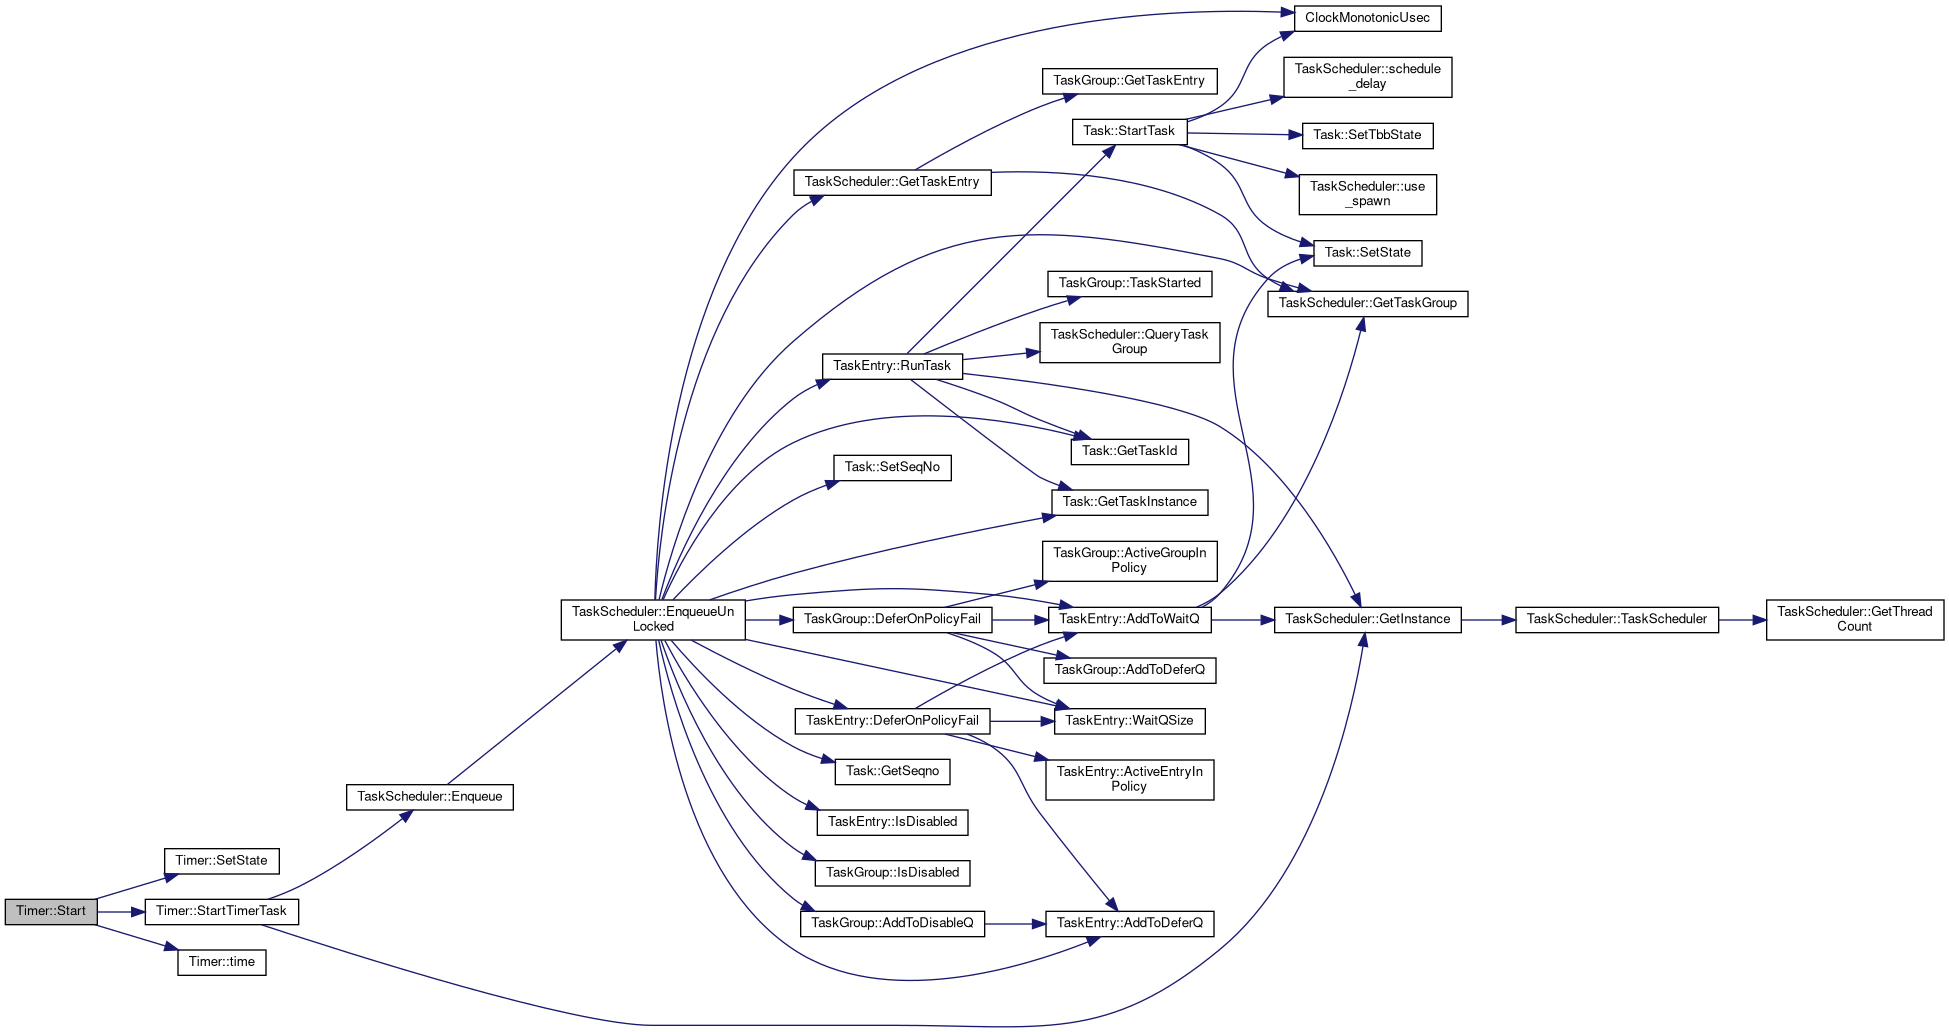 ClockMonotonicUsec
TaskScheduler::schedule
_delay
TaskGroup::GetTaskEntry
Task::StartTask
Task::SetTbbState
TaskScheduler::GetTaskEntry
TaskScheduler::use
_spawn
Task::SetState
TaskGroup::TaskStarted
TaskScheduler::GetTaskGroup
TaskScheduler::QueryTask
Group
TaskEntry::RunTask
Task::GetTaskId
Task::SetSeqNo
Task::GetTaskInstance
TaskGroup::ActiveGroupIn
Policy
TaskScheduler::EnqueueUn
Locked
TaskGroup::DeferOnPolicyFail
TaskEntry::AddToWaitQ
TaskScheduler::GetInstance
TaskScheduler::TaskScheduler
TaskScheduler::GetThread
Count
TaskGroup::AddToDeferQ
TaskEntry::DeferOnPolicyFail
TaskEntry::WaitQSize
Task::GetSeqno
TaskEntry::ActiveEntryIn
Policy
TaskScheduler::Enqueue
TaskEntry::IsDisabled
Timer::SetState
TaskGroup::IsDisabled
Timer::Start
Timer::StartTimerTask
TaskGroup::AddToDisableQ
TaskEntry::AddToDeferQ
Timer::time